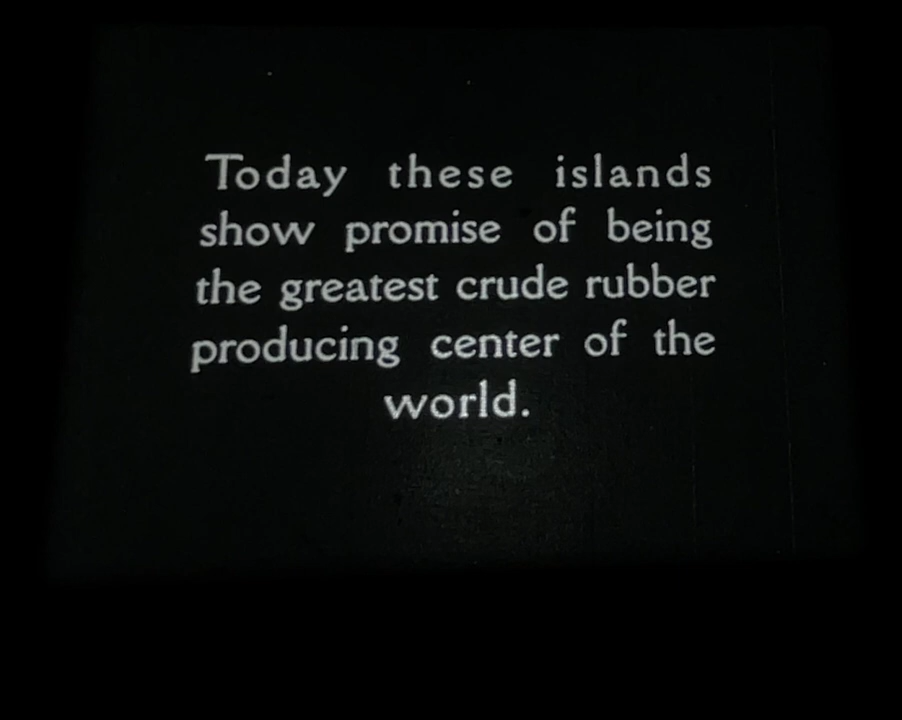 Today these islands
show promise of being
the greatest crude rubber
producing center of the
world.